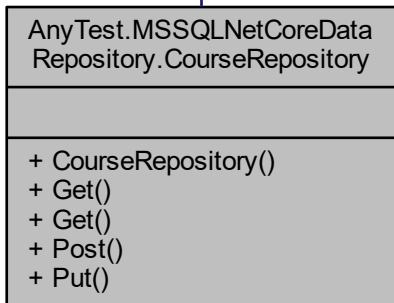 AnyTest.MSSQLNetCoreData
Repository.CourseRepository
+ CourseRepository()
+ Get()
+ Get()
+ Post()
+ Put()